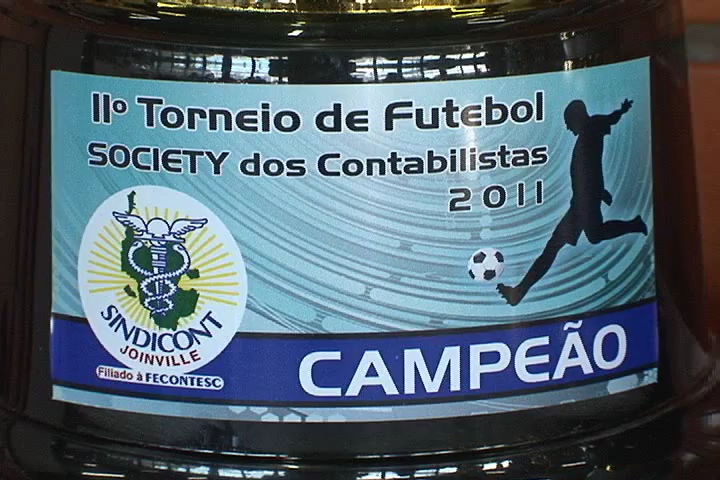 IIº Torneio de Futebol
SOCIETY dos Contabilistas
2011
SINDICONT
JOINVILLE
Filiado à FECONTESC
CAMPEÃO